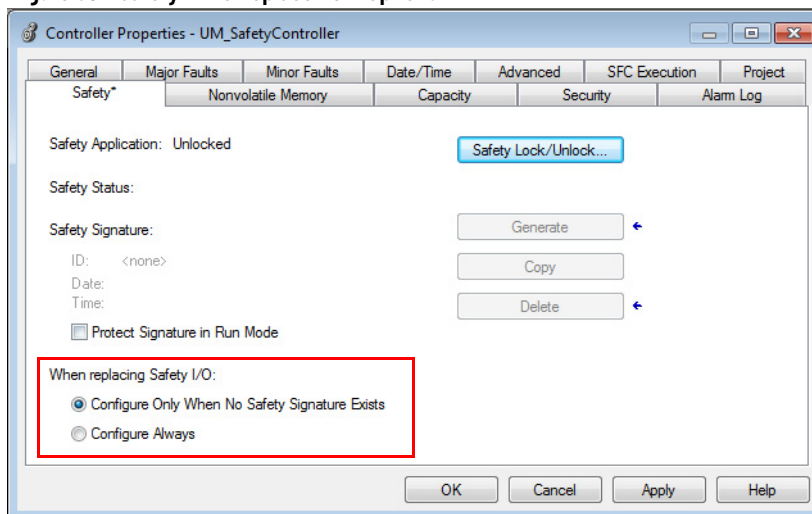 Controller Properties - UM_SafetyController
General Major Faults Minor Faults Date/Time Advanced SFC Execution Project
Safety* Nonvolatile Memory Capacity Security Alarm Log
Safety Application: Unlocked Safety Lock/Unlock...
Safety Status:
Safety Signature: Generate
ID: <none> Copy
Date:
Time: Delete
Protect Signature in Run Mode
When replacing Safety I/O:
Configure Only When No Safety Signature Exists
Configure Always
OK Cancel Apply Help